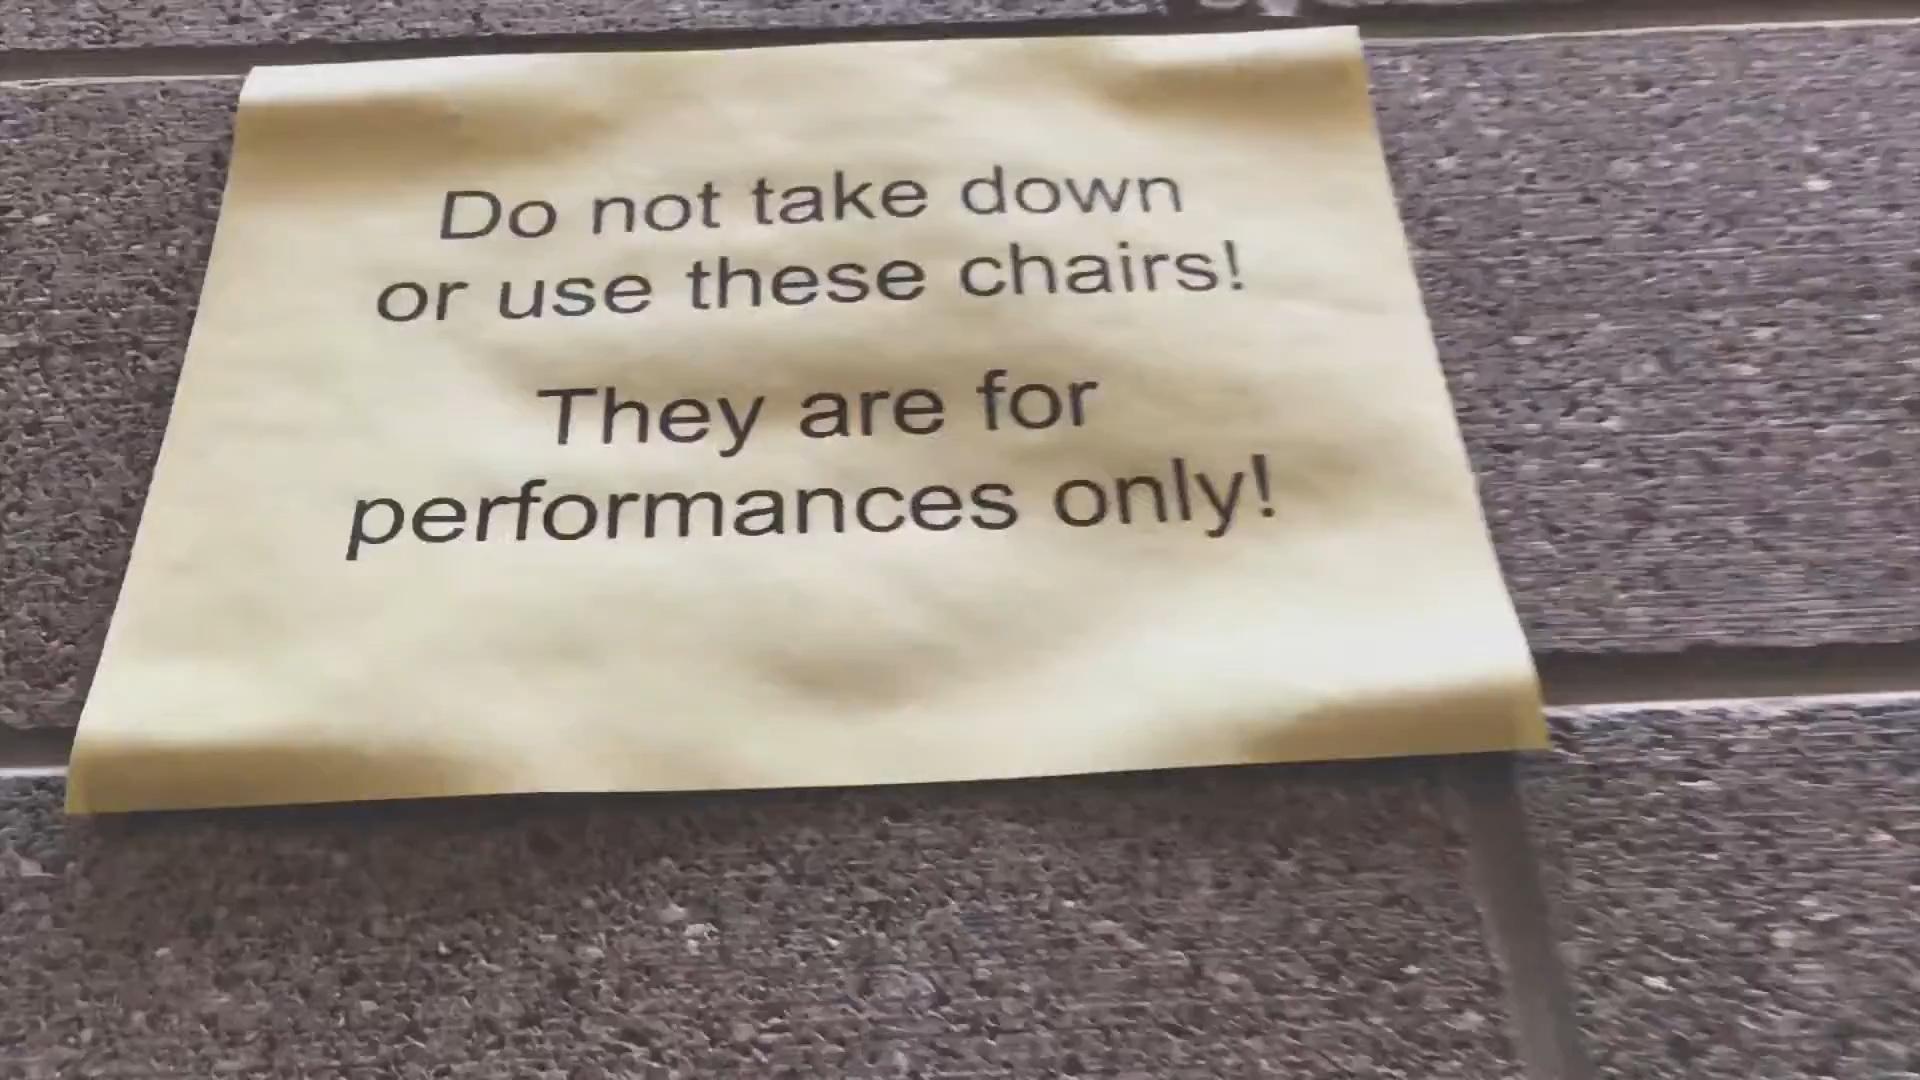 Do not take down
or use these chairs!
They are for
performances only!